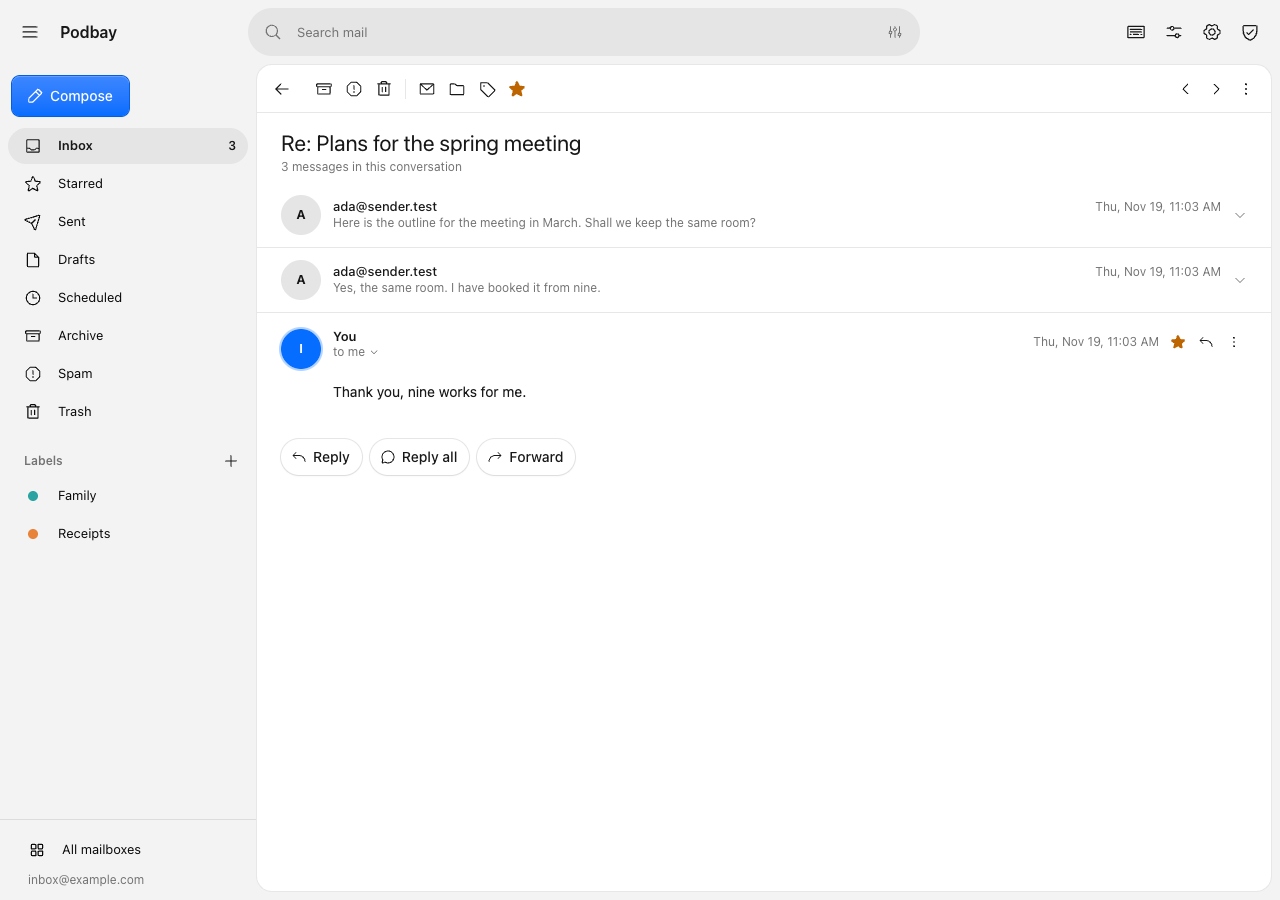 Podbay
Search mail
Compose
Inbox 3
Starred
Sent
Drafts
Scheduled
Archive
Spam
Trash
Labels
Family
Receipts
All mailboxes
inbox@example.com
Re: Plans for the spring meeting
3 messages in this conversation
A
ada@sender.test Thu, Nov 19, 11:03 AM
Here is the outline for the meeting in March. Shall we keep the same room?
A
ada@sender.test Thu, Nov 19, 11:03 AM
Yes, the same room. I have booked it from nine.
I
You Thu, Nov 19, 11:03 AM
to me
Thank you, nine works for me.
Reply Reply all Forward